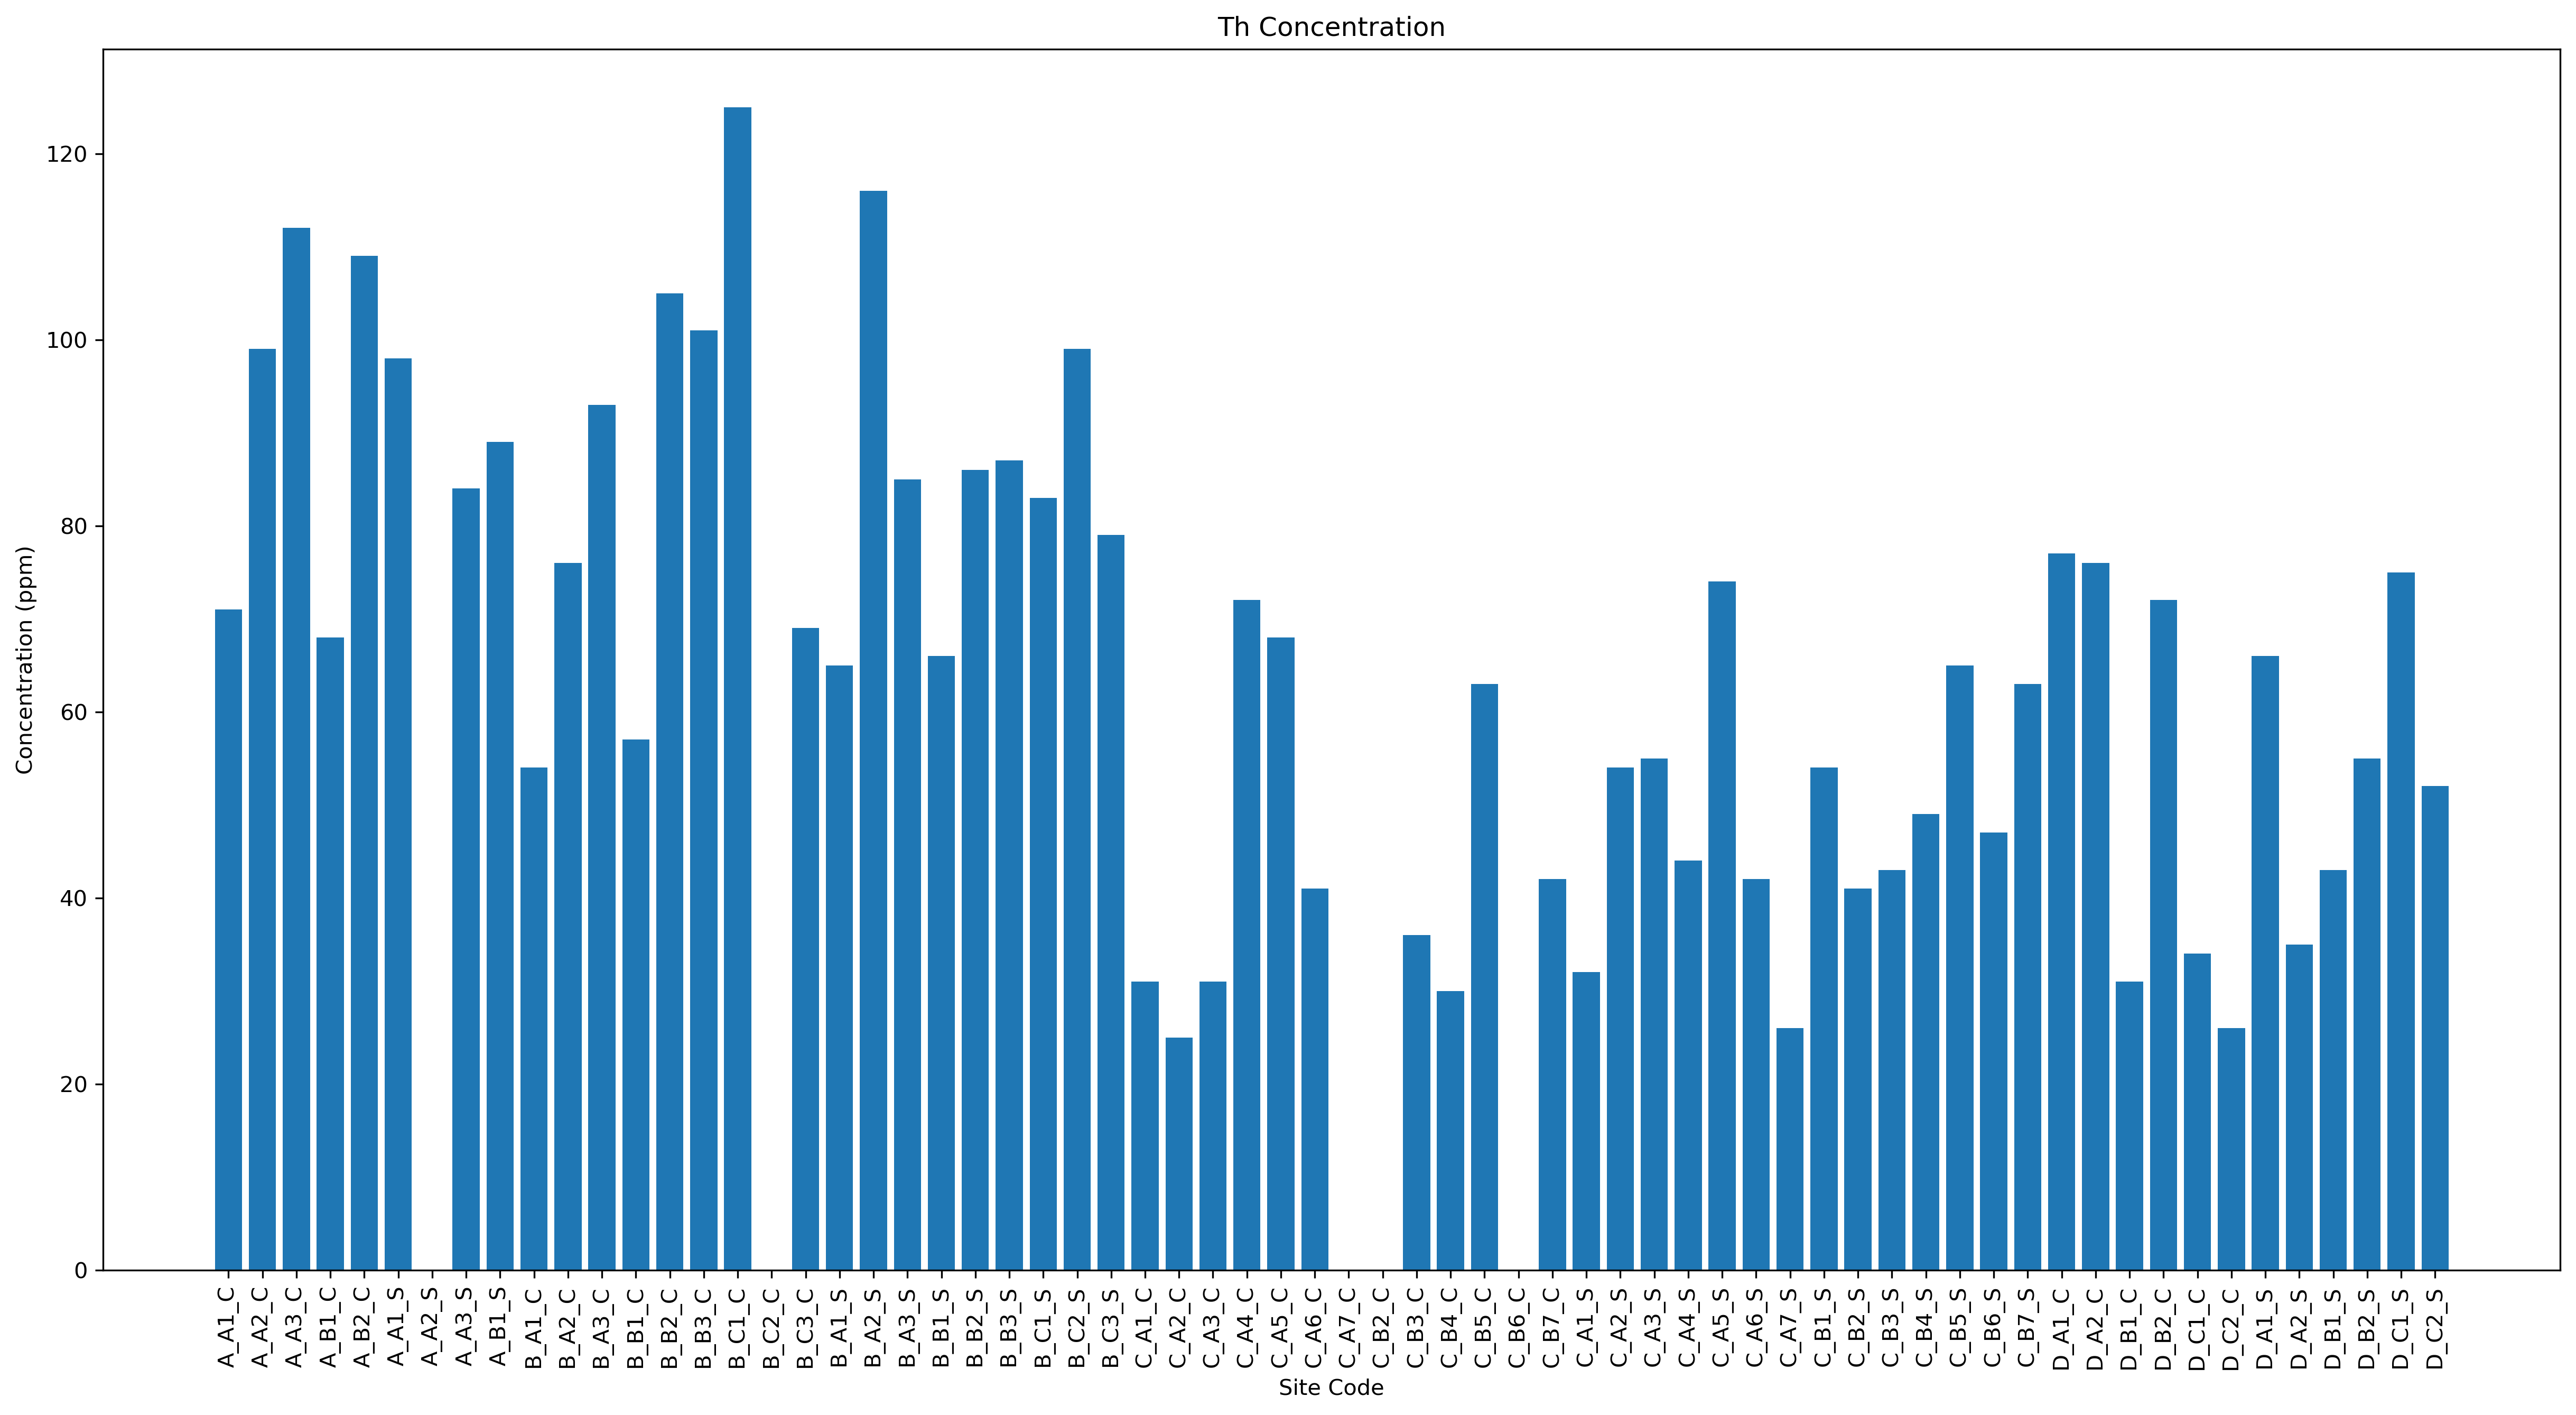 Th Concentration
Concentration (ppm)
120
100
80
60
40
20
0
A_A1_C
A_A2_C
A_A3_C
A_B1_C
A_B2_C
A_A1_S
A_A2_S
A_A3_S
A_B1_S
B_A1_C
B_A2_C
B_A3_C
B_B1_C
B_B2_C
B_B3_C
B_C1_C
B_C2_C
B_C3_C
B_A1_S
B_A2_S
B_A3_S
B_B1_S
B_B2_S
B_B3_S
B_C1_S
B_C2_S
B_C3_S
C_A1_C
C_A2_C
C_A3_C
C_A4_C
C_A5_C
C_A6_C
C_A7_C
C_B2_C
C_B3_C
C_B4_C
C_B5_C
C_B6_C
C_B7_C
C_A1_S
C_A2_S
C_A3_S
C_A4_S
C_A5_S
C_A6_S
C_A7_S
C_B1_S
C_B2_S
C_B3_S
C_B4_S
C_B5_S
C_B6_S
C_B7_S
D_A1_C
D_A2_C
D_B1_C
D_B2_C
D_C1_C
D_C2_C
D_A1_S
D_A2_S
D_B1_S
D_B2_S
D_C1_S
D_C2_S
Site Code